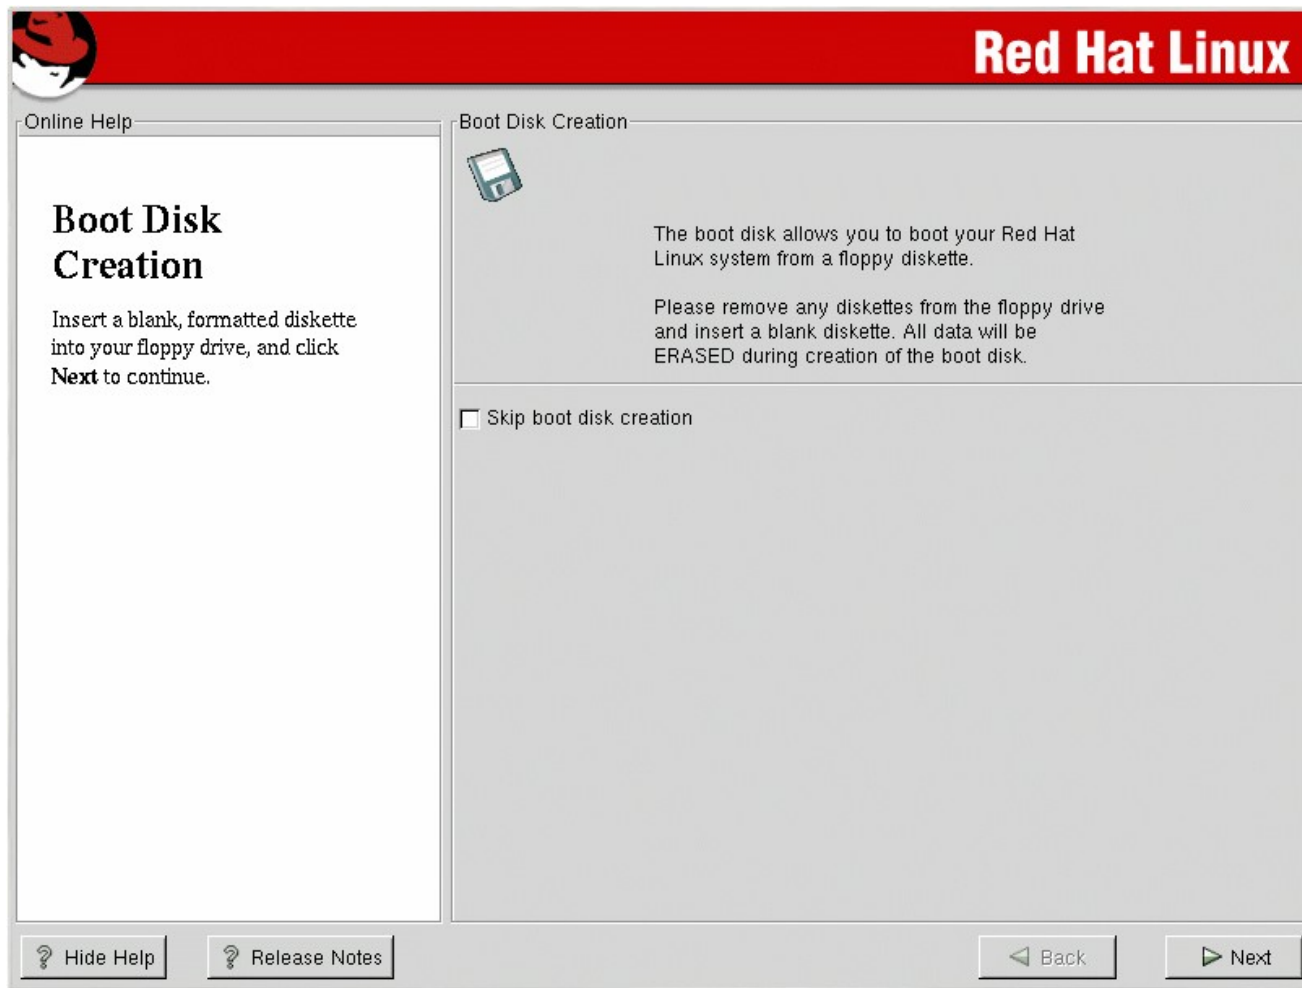 Red Hat Linux
Online Help
Boot Disk
Creation
Insert a blank, formatted diskette
into your floppy drive, and click
Next to continue.
Boot Disk Creation
The boot disk allows you to boot your Red Hat
Linux system from a floppy diskette.
Please remove any diskettes from the floppy drive
and insert a blank diskette. All data will be
ERASED during creation of the boot disk.
Skip boot disk creation
Hide Help
Release Notes
Back
Next